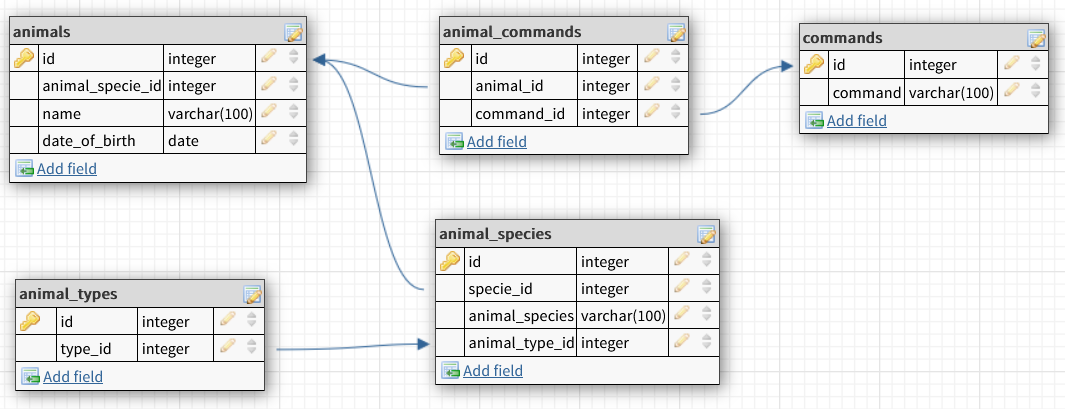 animals
id integer
animal_specie_id integer
name varchar(100)
date_of_birth date
Add field
animal_commands
id integer
animal_id integer
command_id integer
Add field
commands
id integer
command varchar(100)
Add field
animal_species
id integer
specie_id integer
animal_species varchar(100)
animal_type_id integer
Add field
animal_types
id integer
type_id integer
Add field